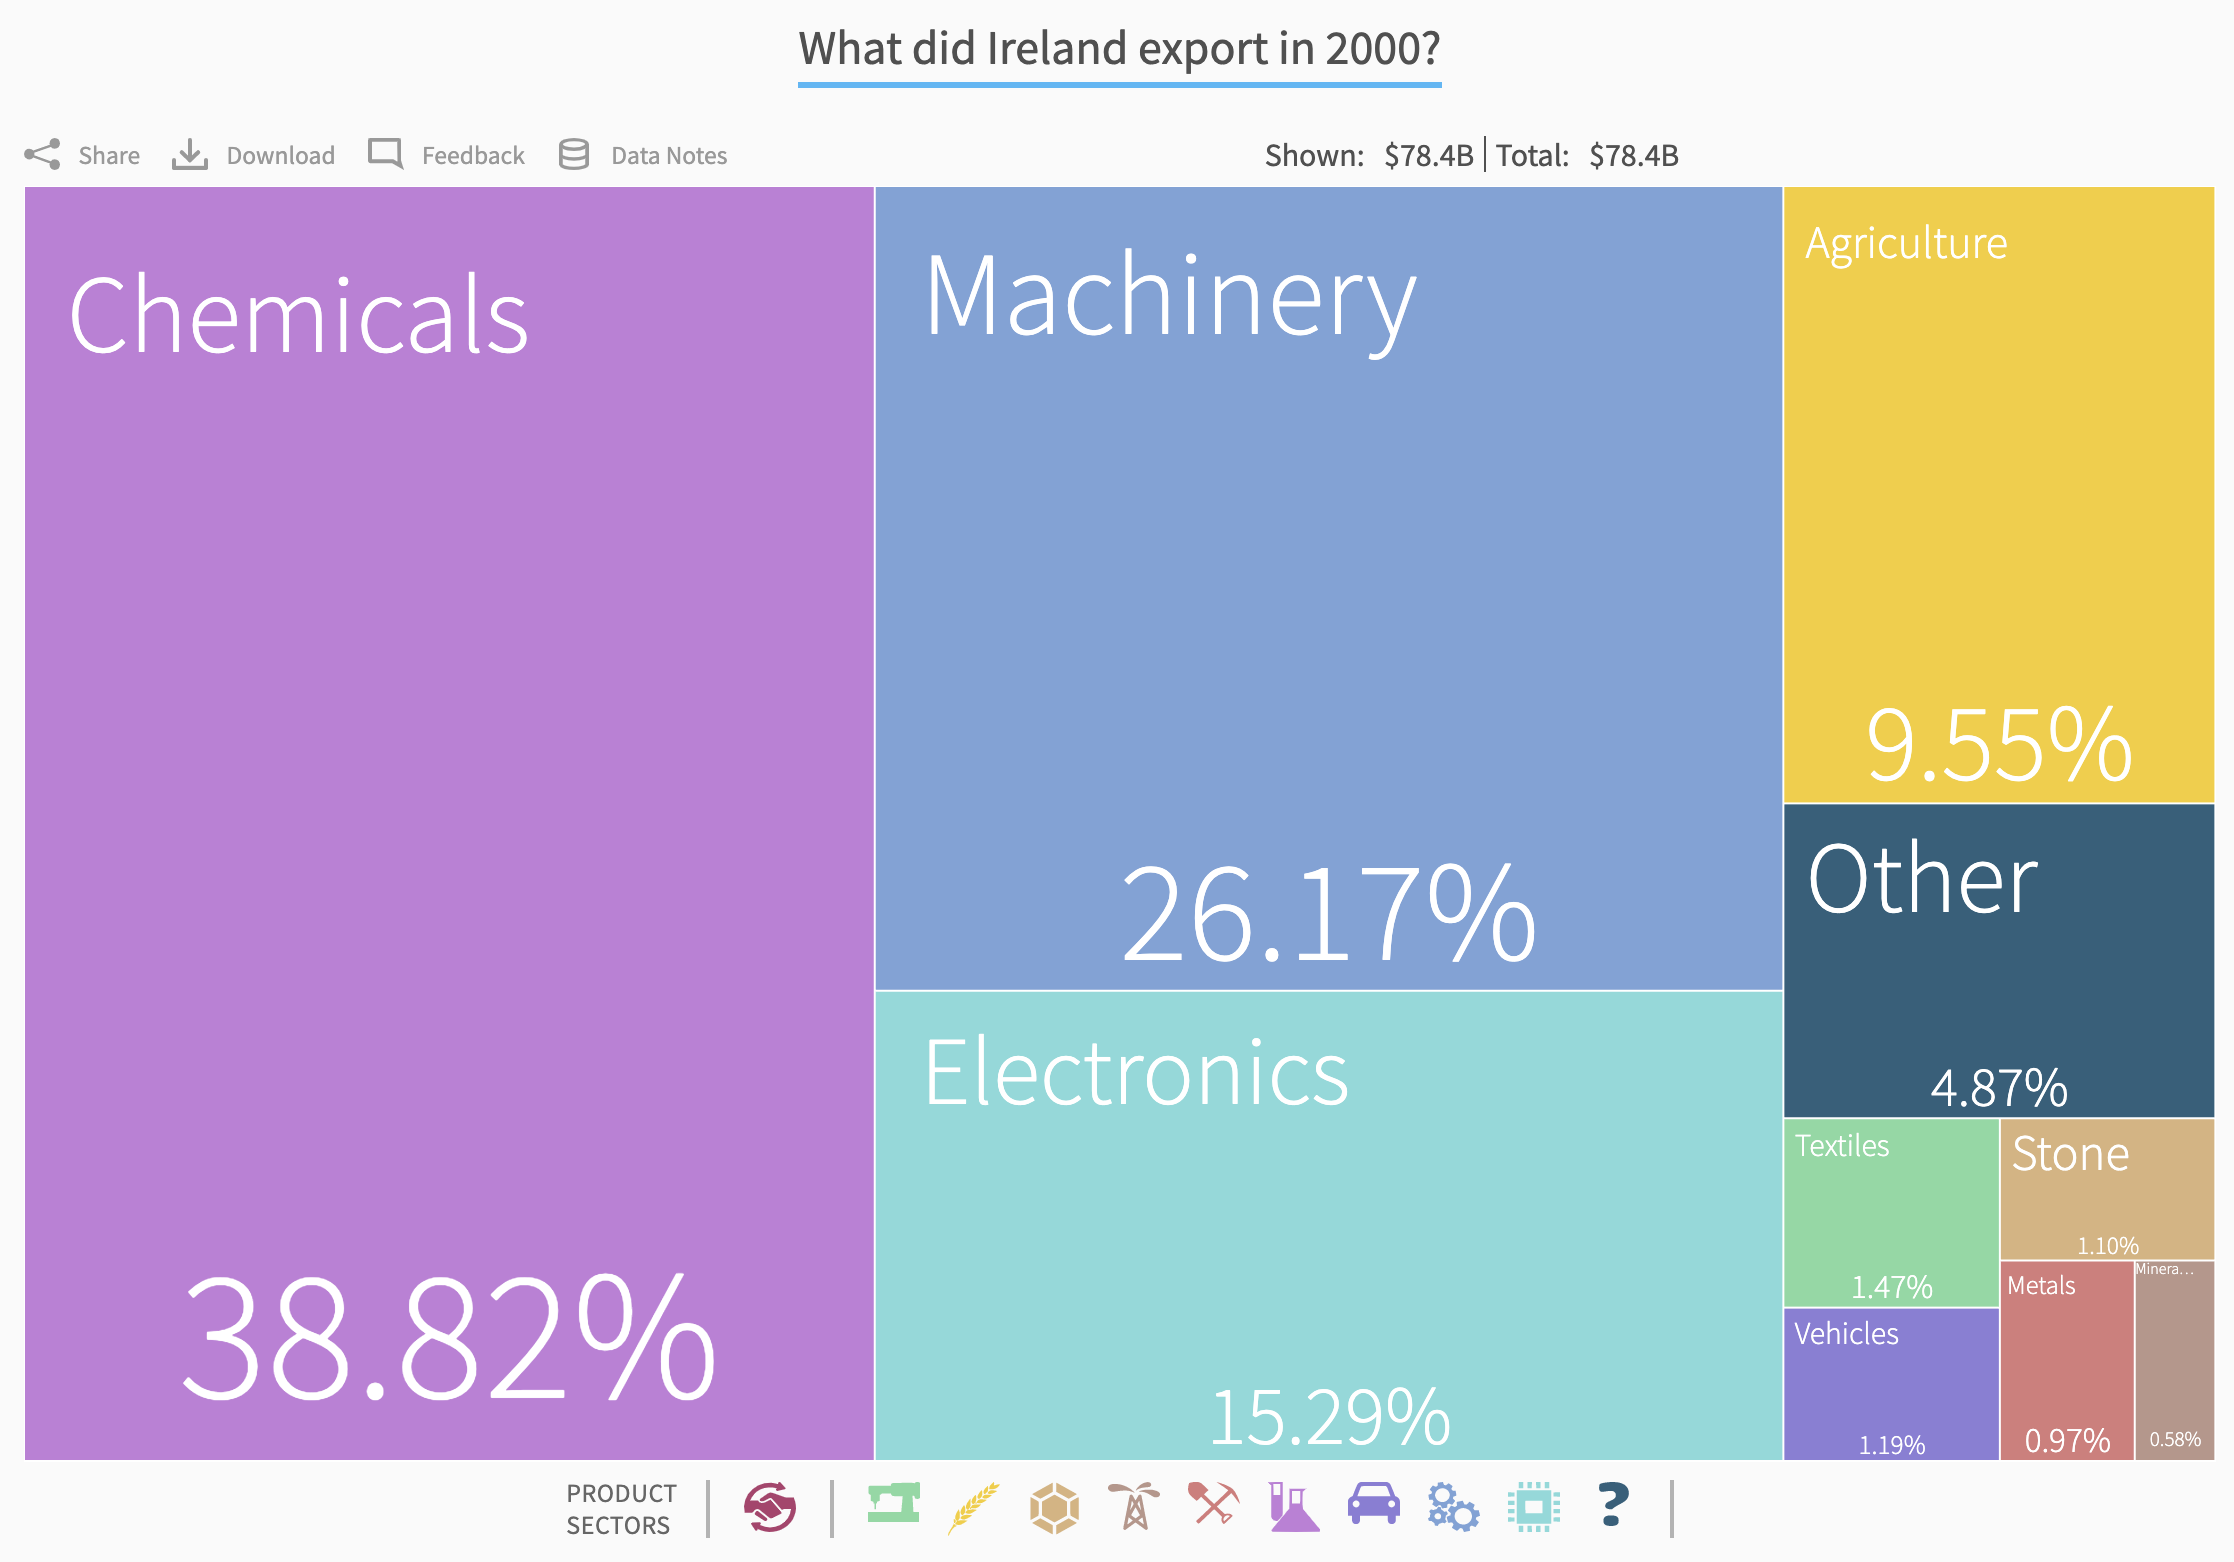 What did Ireland export in 2000?
Share Download Feedback Data Notes Shown: $78.4B Total: $78.4B
Chemicals
38.82%
Machinery
26.17%
Electronics
15.29%
Agriculture
9.55%
Other
4.87%
Textiles
1.47%
Vehicles
1.19%
Stone
1.10%
Metals
0.97%
Minera...
0.58%
PRODUCT
SECTORS
?